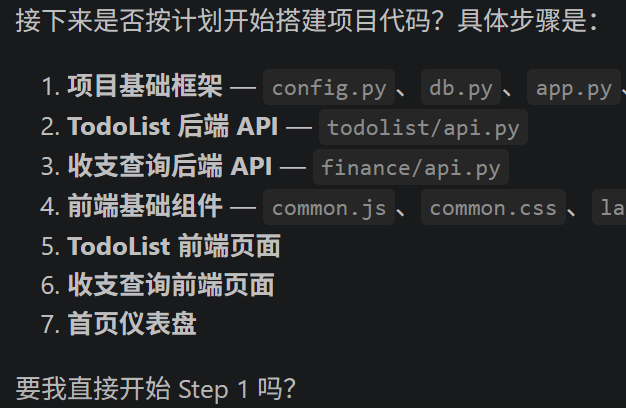 接下来是否按计划开始搭建项目代码？具体步骤是：
1. 项目基础框架 — config.py、db.py、app.py、
2. TodoList 后端 API — todolist/api.py
3. 收支查询后端 API — finance/api.py
4. 前端基础组件 — common.js、common.css、la
5. TodoList 前端页面
6. 收支查询前端页面
7. 首页仪表盘
要我直接开始 Step 1 吗？